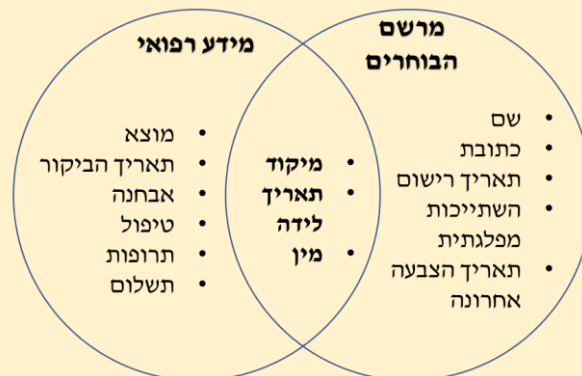 מרשם
הבוחרים
• שם
• כתובת
• תאריך רישום
• השתייכות
מפלגתית
• תאריך הצבעה
אחרונה
• מיקוד
• תאריך
לידה
• מין
מידע רפואי
• מוצא
• תאריך הביקור
• אבחנה
• טיפול
• תרופות
• תשלום